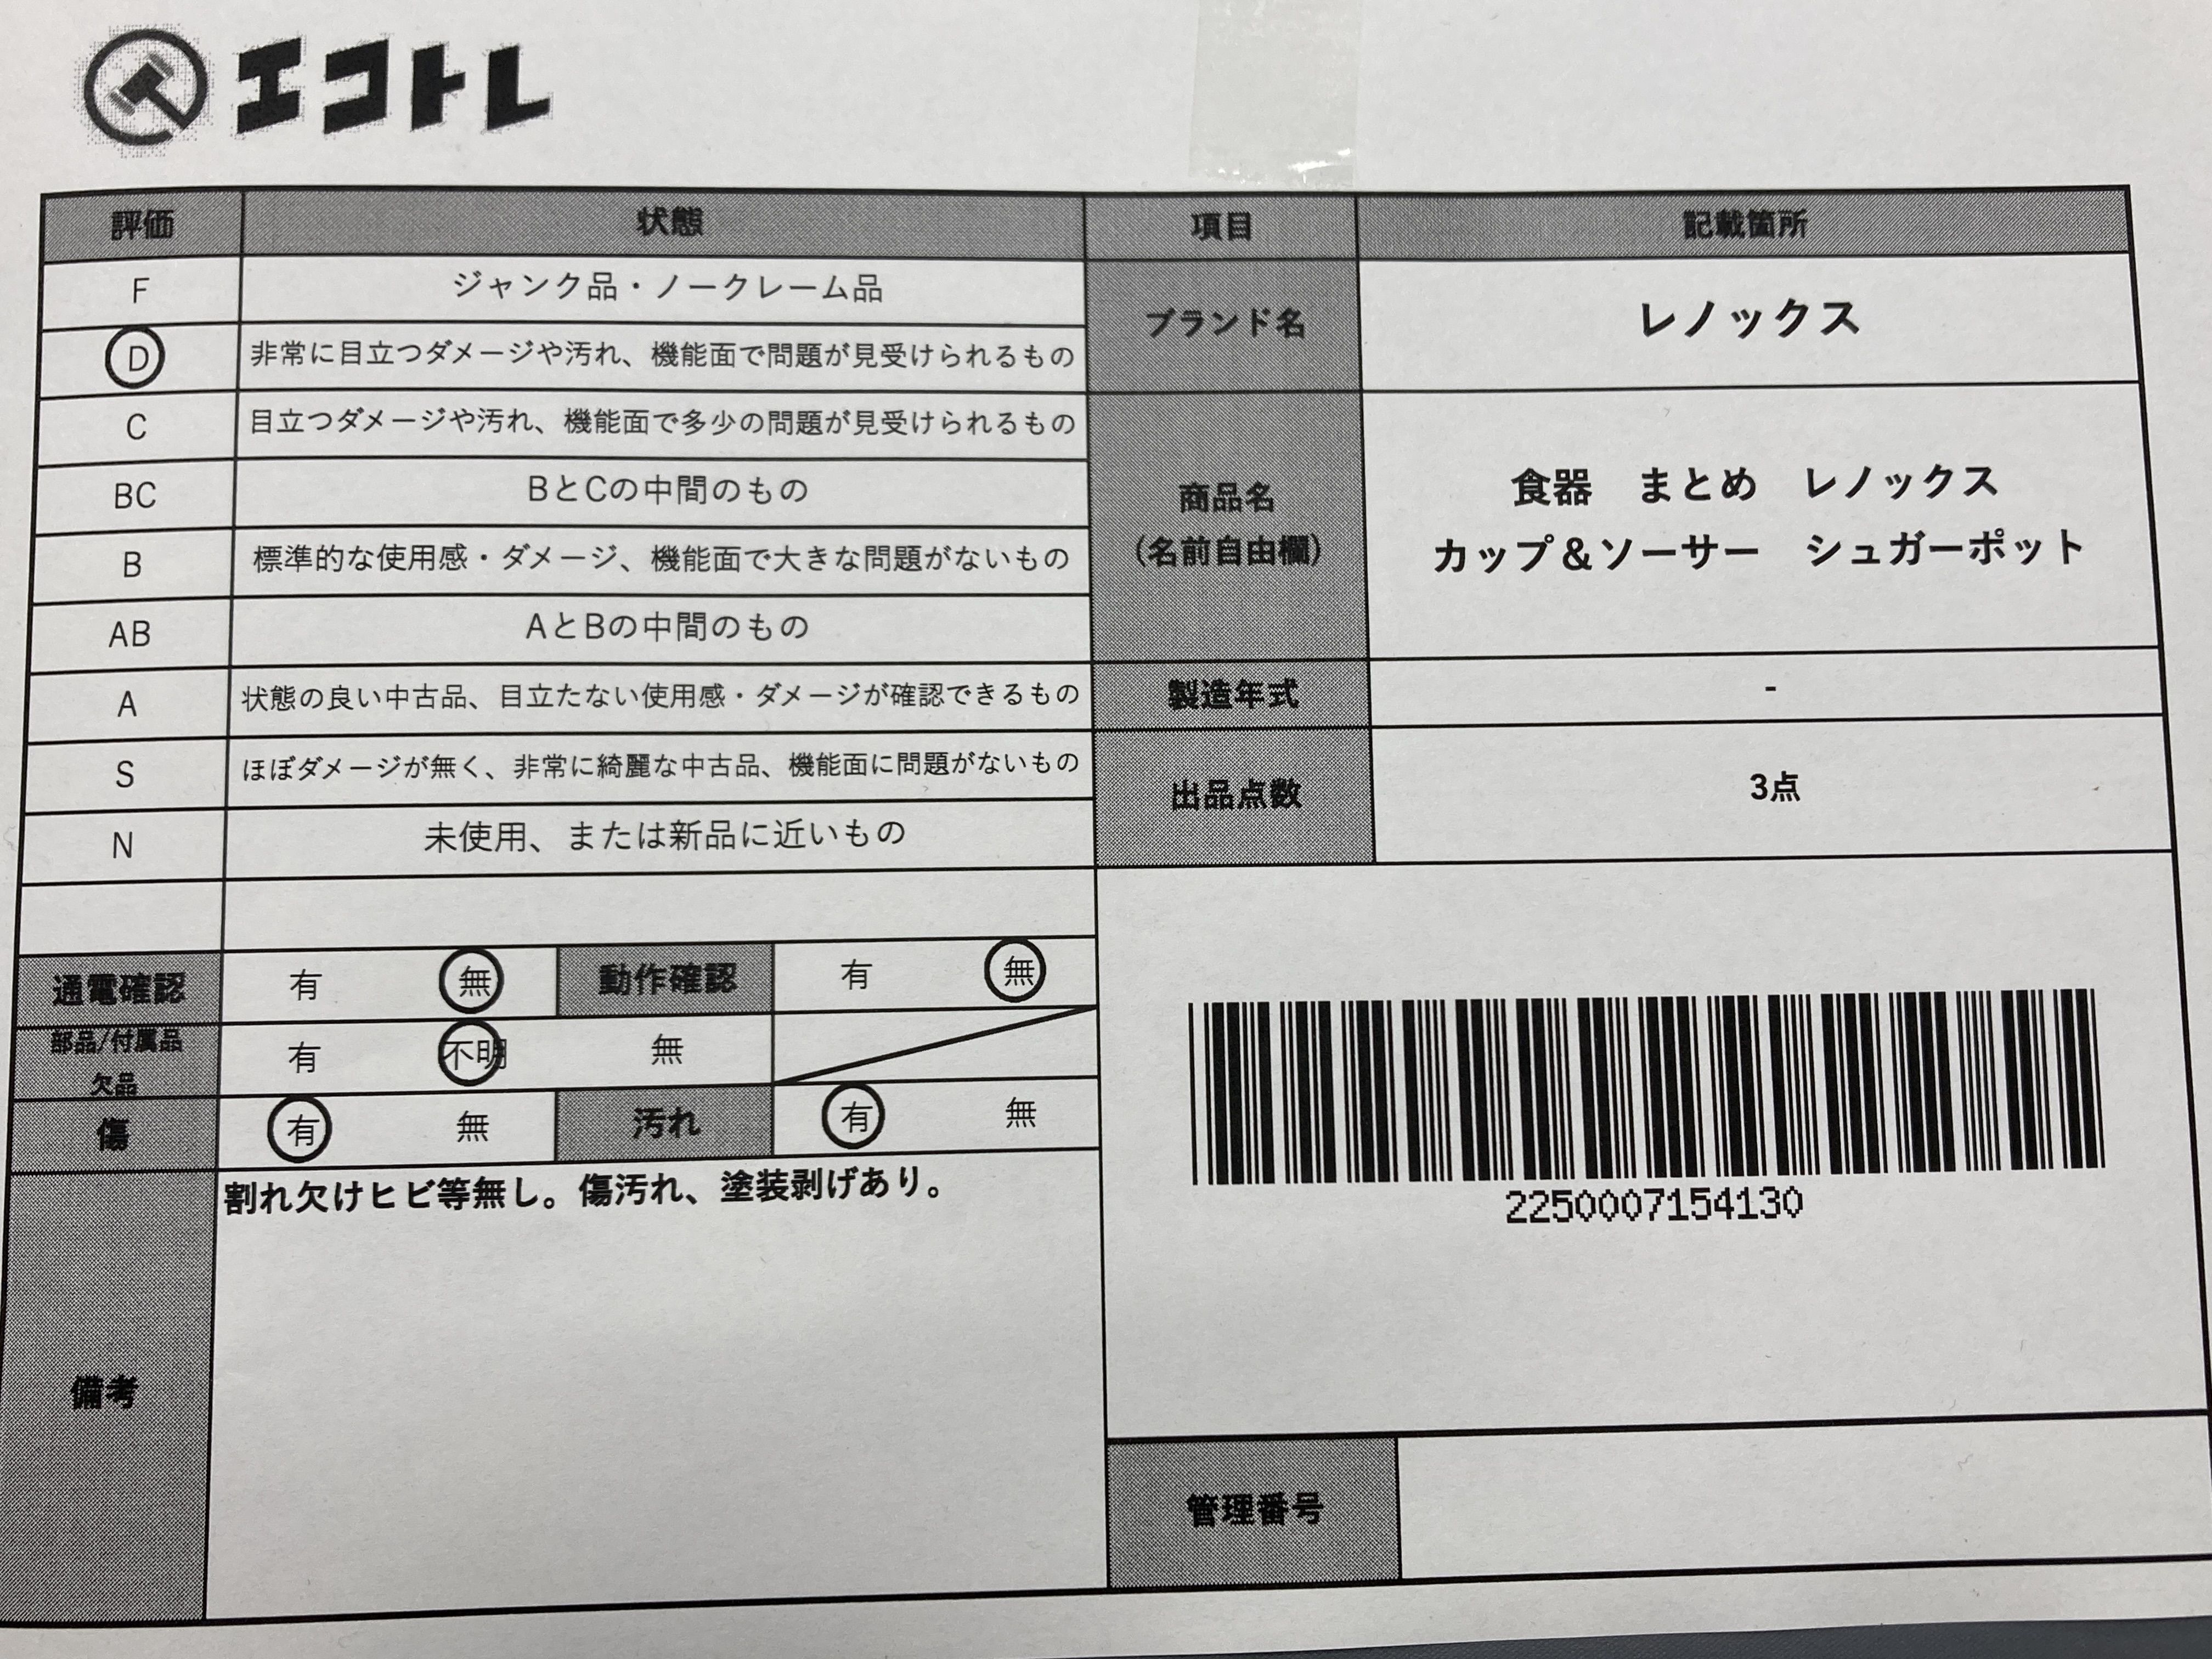 エコトレ
評価 状態 項目 記載箇所
F ジャンク品・ノークレーム品
D 非常に目立つダメージや汚れ、機能面で問題が見受けられるもの
C 目立つダメージや汚れ、機能面で多少の問題が見受けられるもの
BC BとCの中間のもの
B 標準的な使用感・ダメージ、機能面で大きな問題がないもの
AB AとBの中間のもの
A 状態の良い中古品、目立たない使用感・ダメージが確認できるもの
S ほぼダメージが無く、非常に綺麗な中古品、機能面に問題がないもの
N 未使用、または新品に近いもの
ブランド名 レノックス
商品名
(名前自由欄)
食器 まとめ レノックス
カップ&ソーサー シュガーポット
製造年式 -
出品点数 3点
通電確認 有 無 動作確認 有 無
部品/付属品
欠品
有 不明 無
傷 有 無 汚れ 有 無
備考
割れ欠けヒビ等無し。傷汚れ、塗装剥げあり。
2250007154130
管理番号